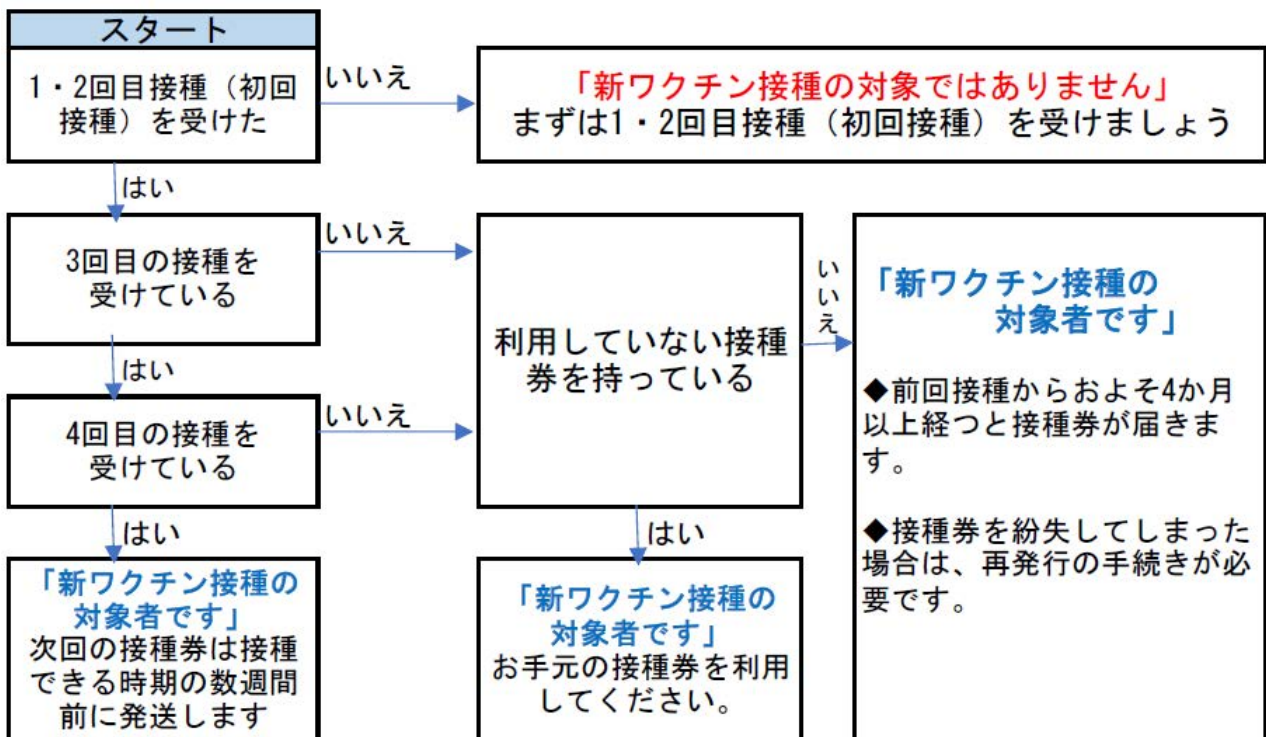 スタート
1・2回目接種（初回
接種）を受けた
いいえ
「新ワクチン接種の対象ではありません」
まずは1・2回目接種（初回接種）を受けましょう
はい
3回目の接種を
受けている
いいえ
はい
4回目の接種を
受けている
いいえ
はい
「新ワクチン接種の
対象者です」
次回の接種券は接種
できる時期の数週間
前に発送します
利用していない接種
券を持っている
はい
「新ワクチン接種の
対象者です」
お手元の接種券を利用
してください。
いいえ
「新ワクチン接種の
対象者です」
◆前回接種からおよそ4か月
以上経つと接種券が届きま
す。
◆接種券を紛失してしまった
場合は、再発行の手続きが必
要です。